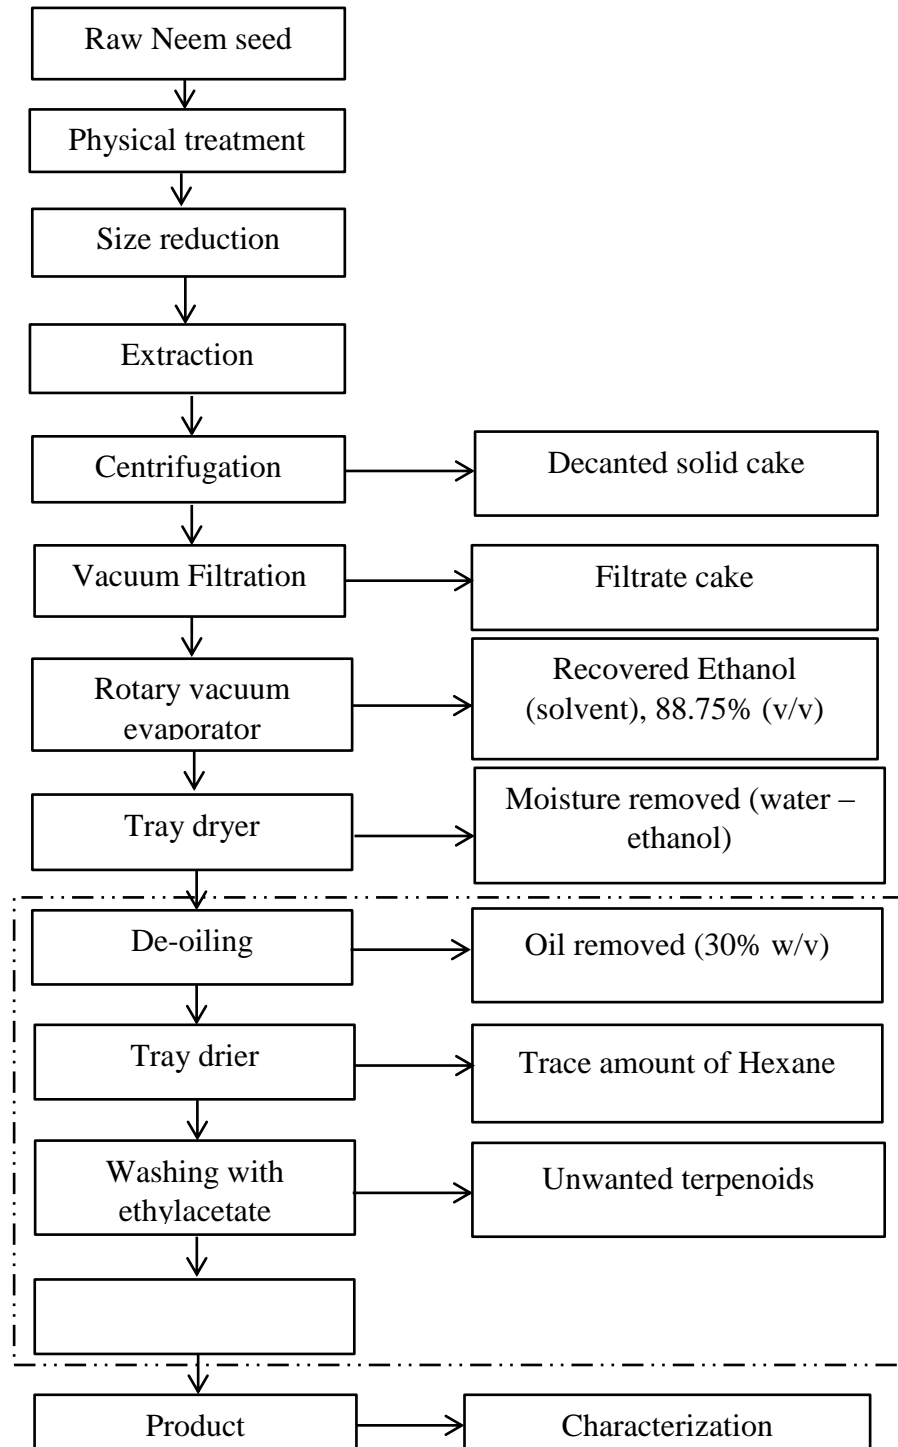 Raw Neem seed
Physical treatment
Size reduction
Extraction
Centrifugation
Decanted solid cake
Vacuum Filtration
Filtrate cake
Rotary vacuum
evaporator
Recovered Ethanol
(solvent), 88.75% (v/v)
Tray dryer
Moisture removed (water –
ethanol)
De-oiling
Oil removed (30% w/v)
Tray drier
Trace amount of Hexane
Washing with
ethylacetate
Unwanted terpenoids
Product
Characterization